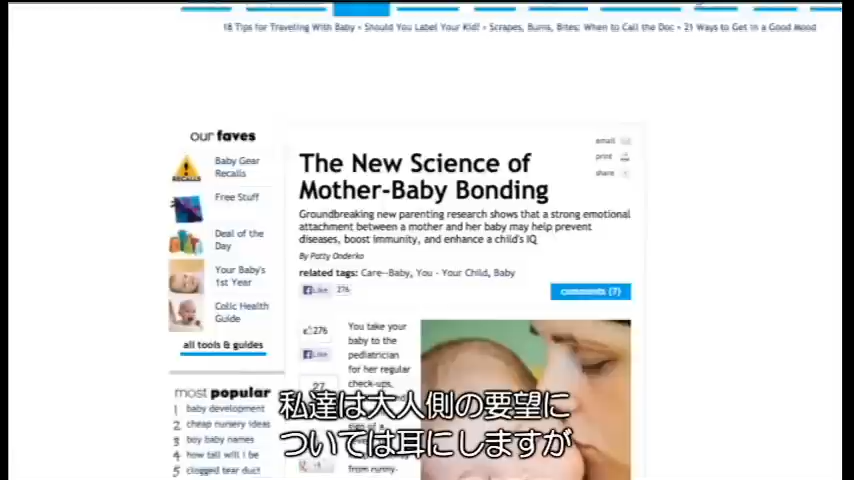 18 Tips for Traveling With Baby • Should You Label Your Kid? • Scrapes, Burns, Bites: When to Call the Doc • 21 Ways to Get in a Good Mood
our faves
Baby Gear
Recalls
Free Stuff
Deal of the
Day
Your Baby's
1st Year
Colic Health
Guide
all tools & guides
most popular
1 baby development
2 cheap nursery ideas
3 boy baby names
4 how tall will i be
5 clogged tear duct
email
print
share
The New Science of
Mother-Baby Bonding
Groundbreaking new parenting research shows that a strong emotional
attachment between a mother and her baby may help prevent
diseases, boost immunity, and enhance a child's IQ
By Patty Onderko
related tags: Care--Baby, You - Your Child, Baby
Like 276
comments (7)
276
Like
27
+1
You take your
baby to the
pediatrician
for her regular
check-ups,
from runny-
私達は大人側の要望に
ついては耳にしますが